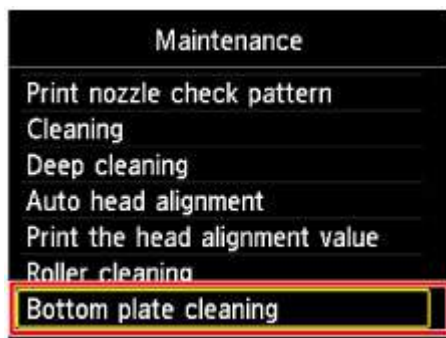 Maintenance
Print nozzle check pattern
Cleaning
Deep cleaning
Auto head alignment
Print the head alignment value
Roller cleaning
Bottom plate cleaning